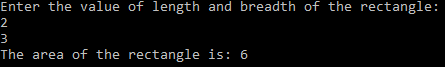 Enter the value of length and breadth of the rectangle:
2
3
The area of the rectangle is: 6